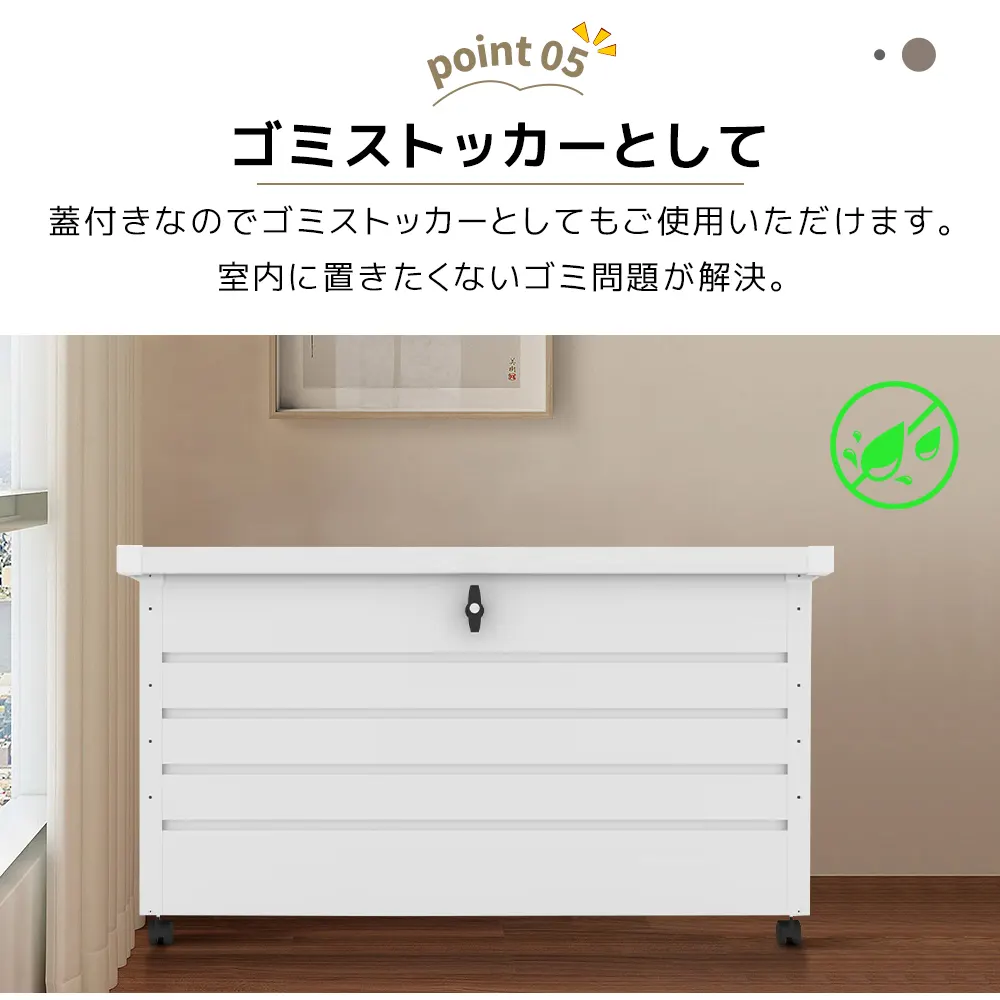 point 05
ゴミストッカーとして
蓋付きなのでゴミストッカーとしてもご使用いただけます。
室内に置きたくないゴミ問題が解決。